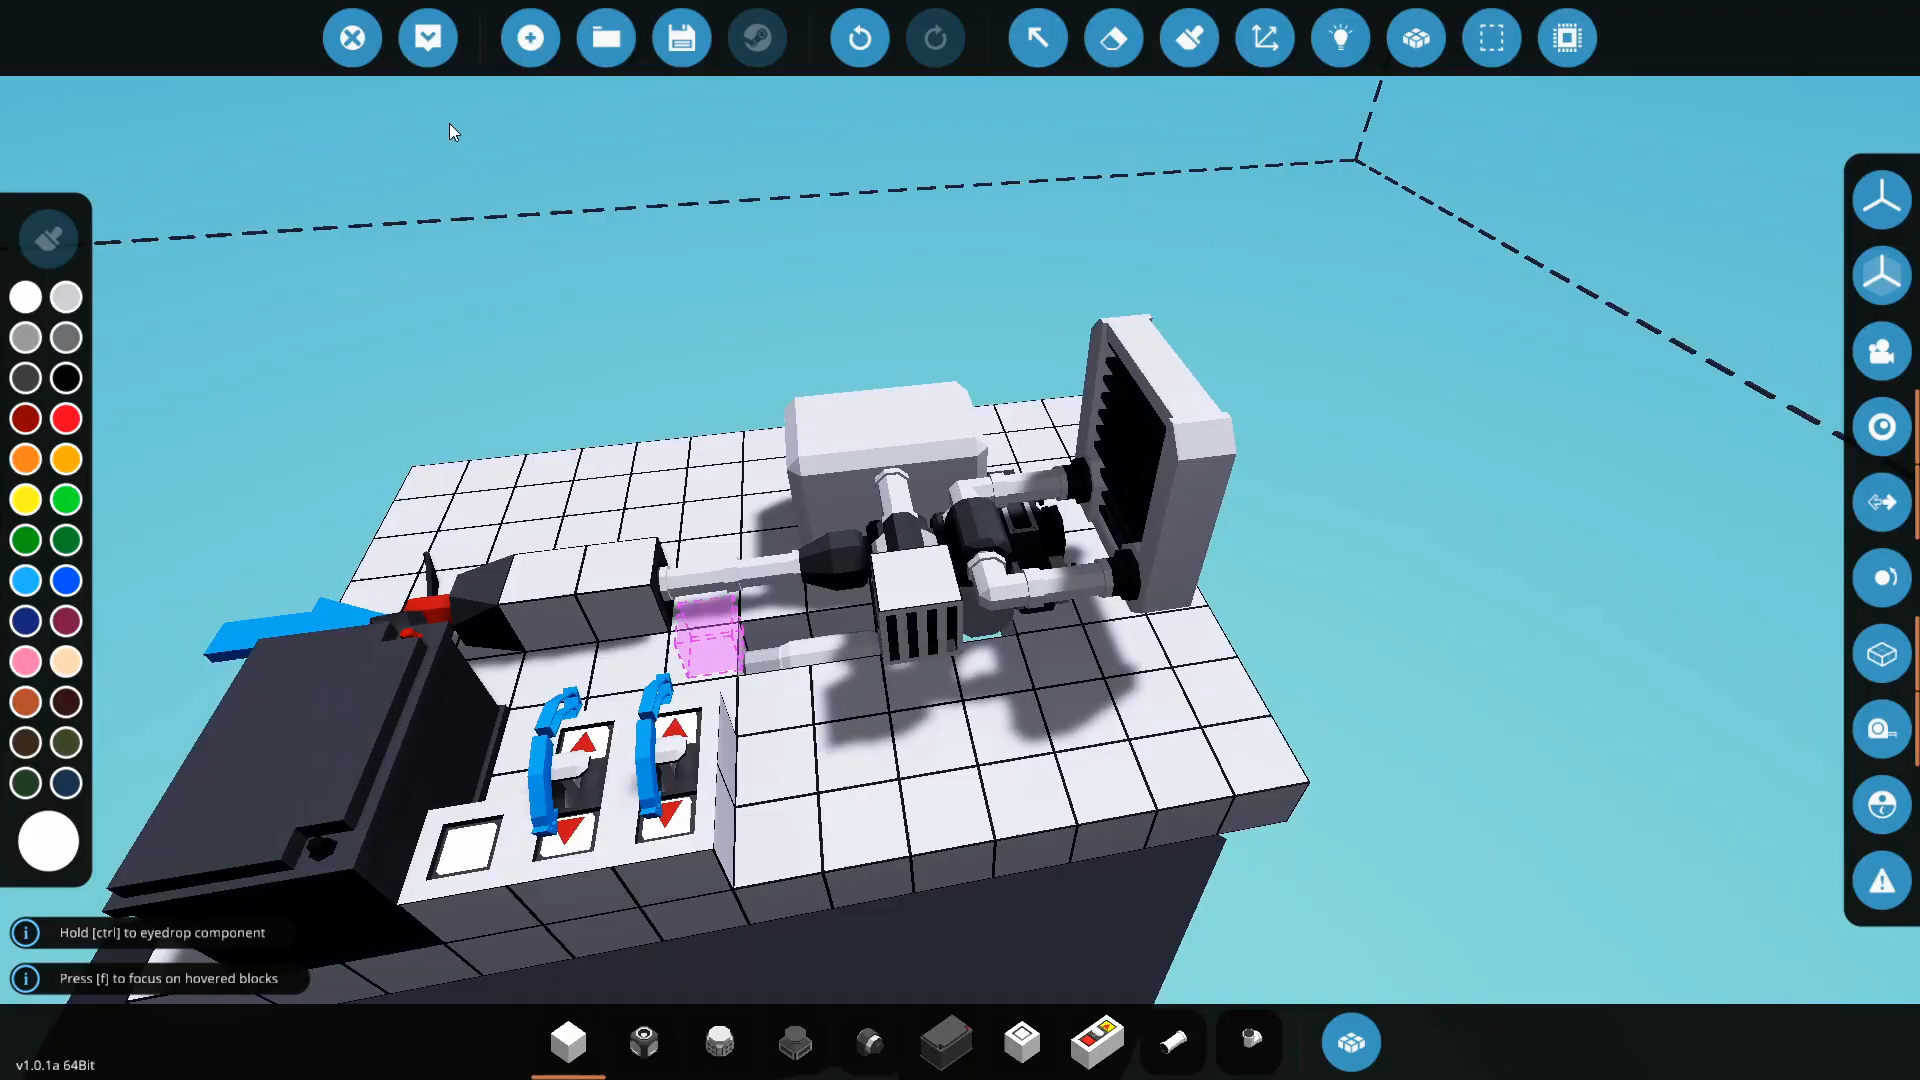 Hold [ctrl] to eyedrop component
Press [f] to focus on hovered blocks
v1.0.1a 64Bit